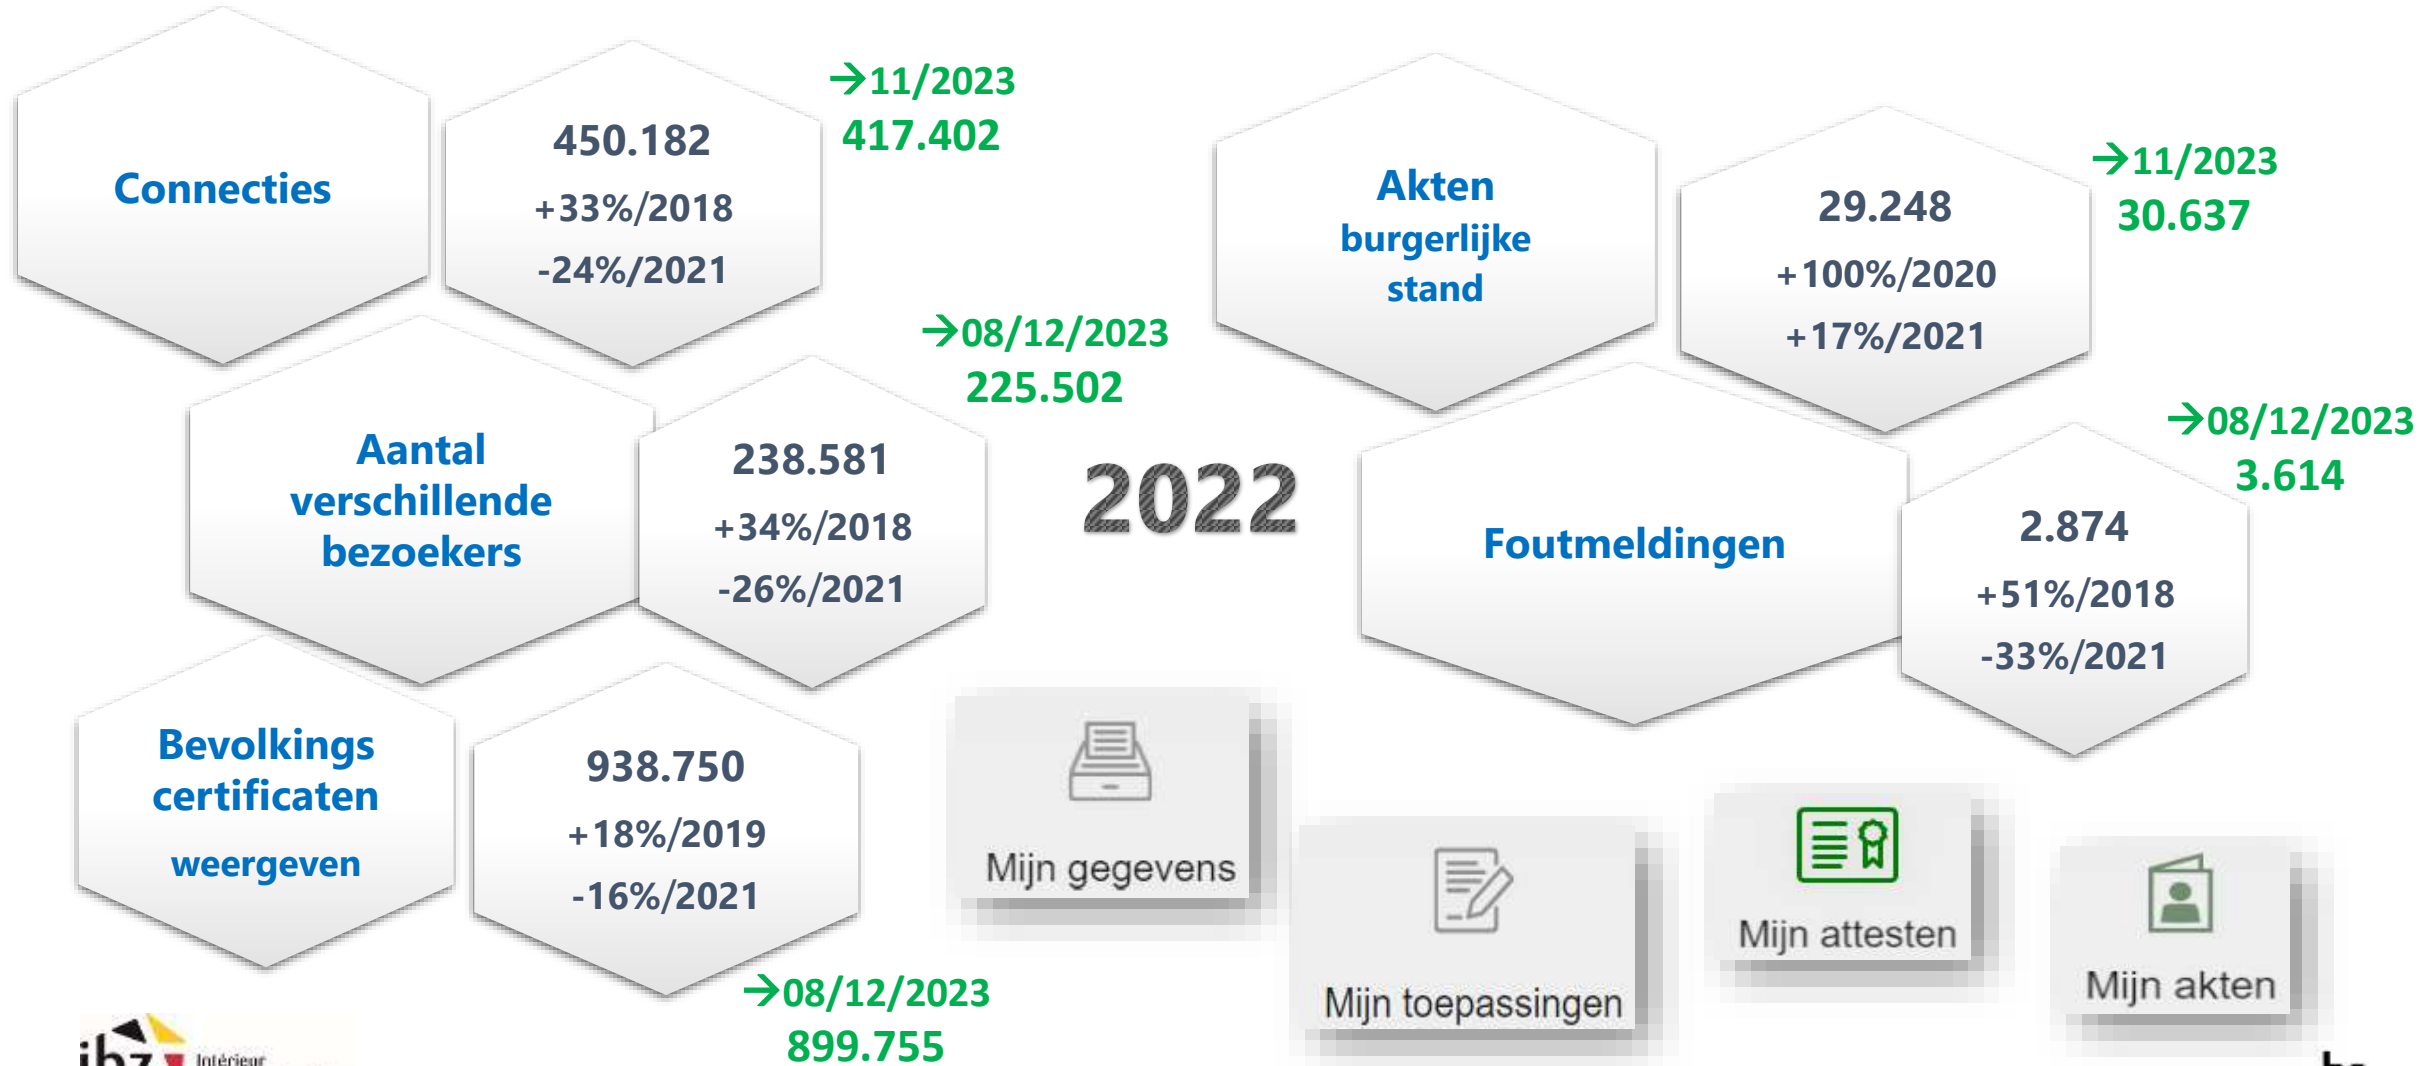 Connecties
450.182
+33%/2018
-24%/2021
→11/2023
417.402
Aantal
verschillende
bezoekers
238.581
+34%/2018
-26%/2021
→08/12/2023
225.502
Bevolkings
certificaten
weergeven
938.750
+18%/2019
-16%/2021
→08/12/2023
899.755
2022
Akten
burgerlijke
stand
29.248
+100%/2020
+17%/2021
→11/2023
30.637
Foutmeldingen
2.874
+51%/2018
-33%/2021
→08/12/2023
3.614
Mijn gegevens
Mijn toepassingen
Mijn attesten
Mijn akten
ibz
Intérieur